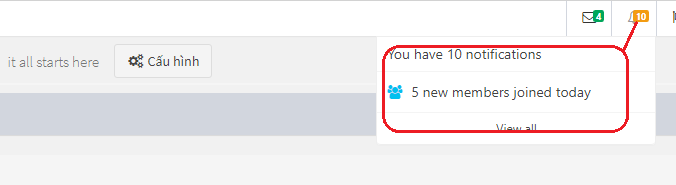 4
10
You have 10 notifications
it all starts here
Cấu hình
5 new members joined today
View all